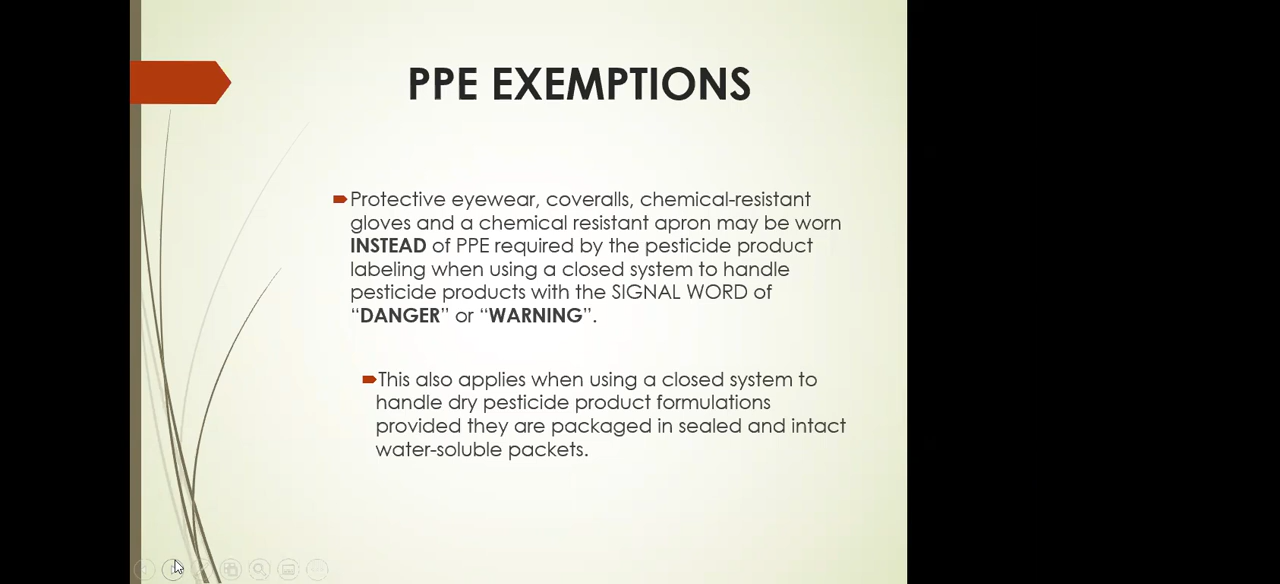 PPE EXEMPTIONS
Protective eyewear, coveralls, chemical-resistant
gloves and a chemical resistant apron may be worn
INSTEAD of PPE required by the pesticide product
labeling when using a closed system to handle
pesticide products with the SIGNAL WORD of
“DANGER” or “WARNING”.
This also applies when using a closed system to
handle dry pesticide product formulations
provided they are packaged in sealed and intact
water-soluble packets.